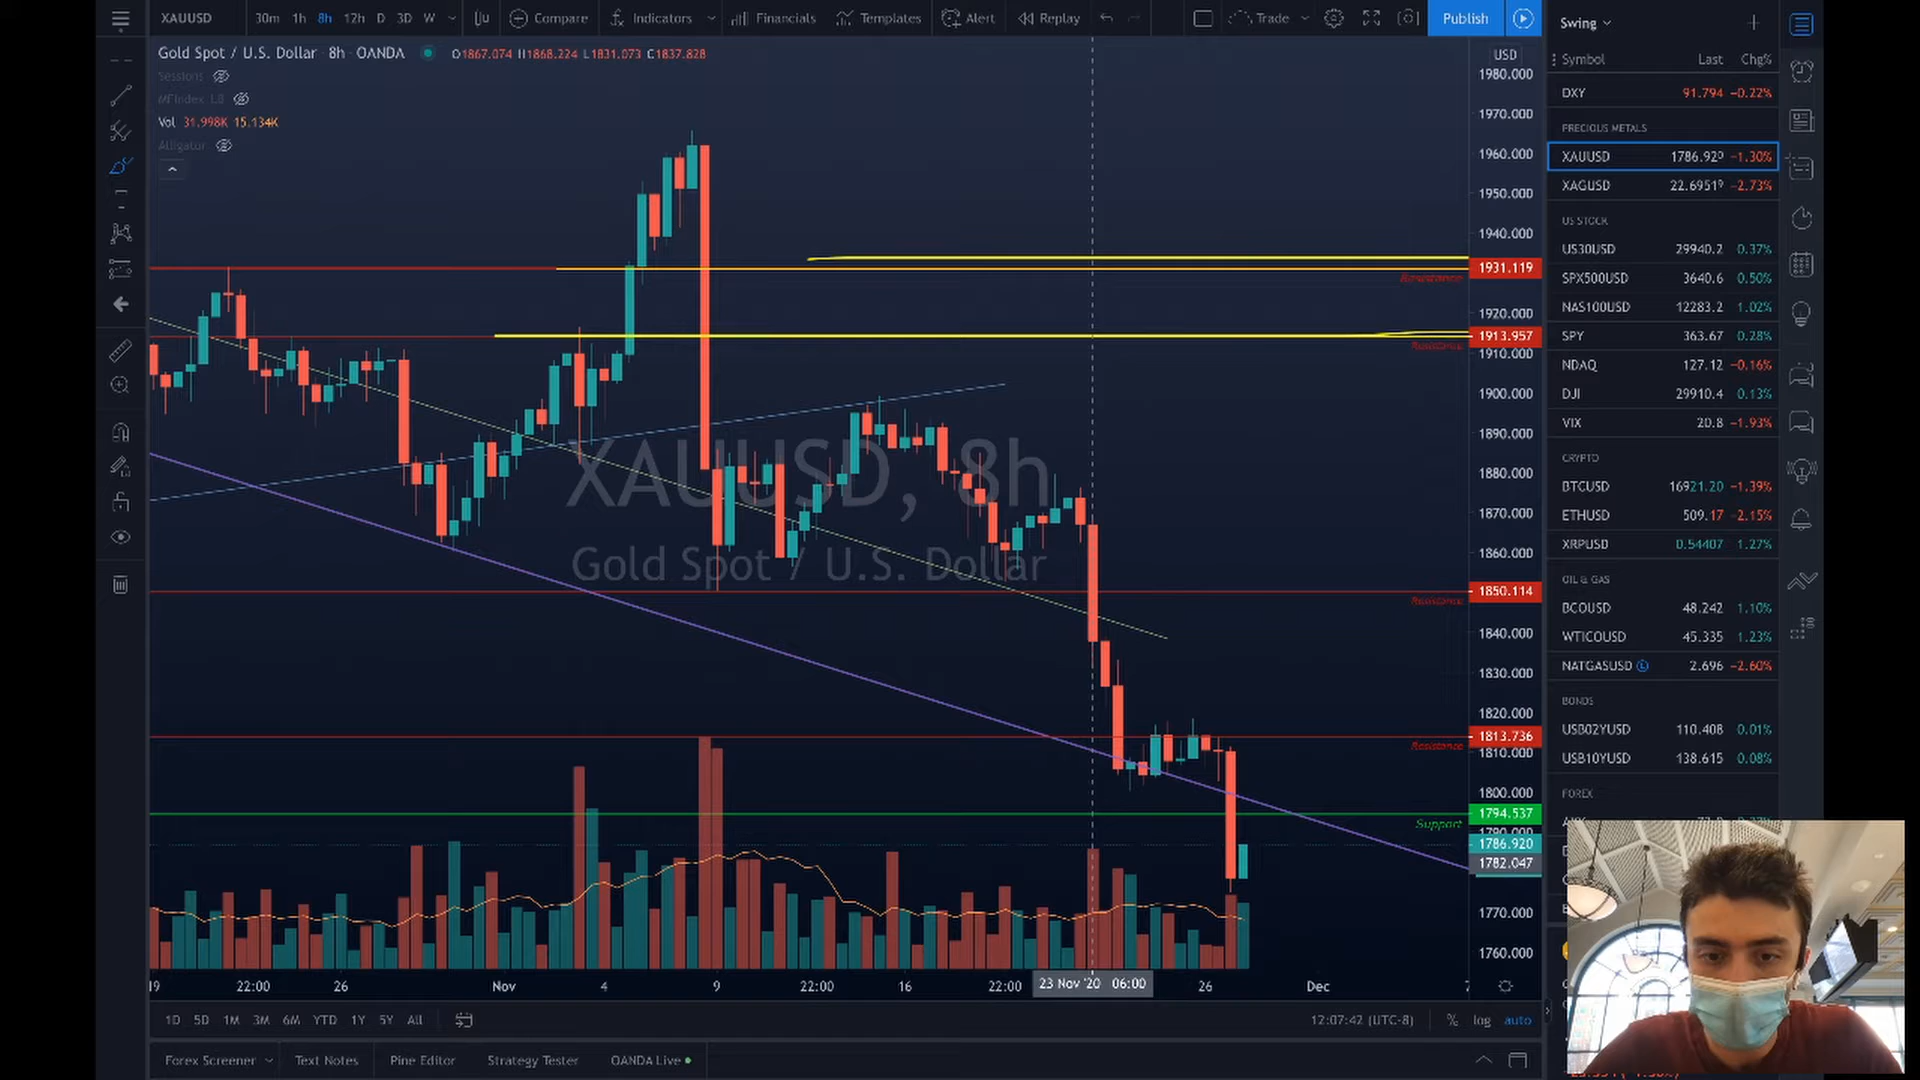 XAUUSD 30m 1h 8h 12h D 3D W Compare Indicators Financials Templates Alert Replay Trade Publish
Gold Spot / U.S. Dollar 8h OANDA O1867.074 H1868.224 L1831.073 C1837.828
Sessions
MFIndex LB
Vol 31.998K 15.134K
Alligator
XAUUSD, 8h
Gold Spot / U.S. Dollar
USD
1980.000
1970.000
1960.000
1950.000
1940.000
1931.119
Resistance
1920.000
1913.957
Resistance
1910.000
1900.000
1890.000
1880.000
1870.000
1860.000
1850.114
Resistance
1840.000
1830.000
1820.000
1813.736
Resistance
1810.000
1800.000
1794.537
Support
1790.000
1786.920
1782.047
1770.000
1760.000
19 22:00 26 Nov 4 9 22:00 16 22:00 23 Nov '20 06:00 26 Dec
1D 5D 1M 3M 6M YTD 1Y 5Y All 12:07:42 (UTC-8) % log auto
Forex Screener Text Notes Pine Editor Strategy Tester OANDA Live
Swing
Symbol Last Chg%
DXY 91.794 −0.22%
PRECIOUS METALS
XAUUSD 1786.920 −1.30%
XAGUSD 22.69519 −2.73%
US STOCK
US30USD 29940.2 0.37%
SPX500USD 3640.6 0.50%
NAS100USD 12283.2 1.02%
SPY 363.67 0.28%
NDAQ 127.12 −0.16%
DJI 29910.4 0.13%
VIX 20.8 −1.93%
CRYPTO
BTCUSD 16921.20 −1.39%
ETHUSD 509.17 −2.15%
XRPUSD 0.54407 1.27%
OIL & GAS
BCOUSD 48.242 1.10%
WTICOUSD 45.335 1.23%
NATGASUSD 2.696 −2.60%
BONDS
USB02YUSD 110.408 0.01%
USB10YUSD 138.615 0.08%
FOREX